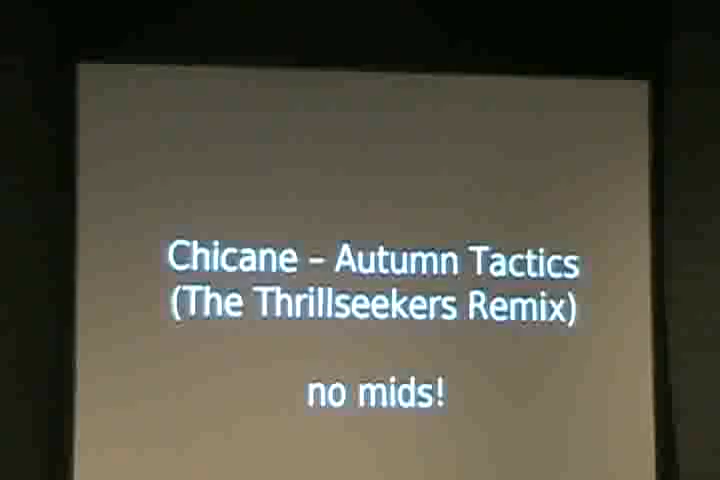 Chicane – Autumn Tactics
(The Thrillseekers Remix)
no mids!